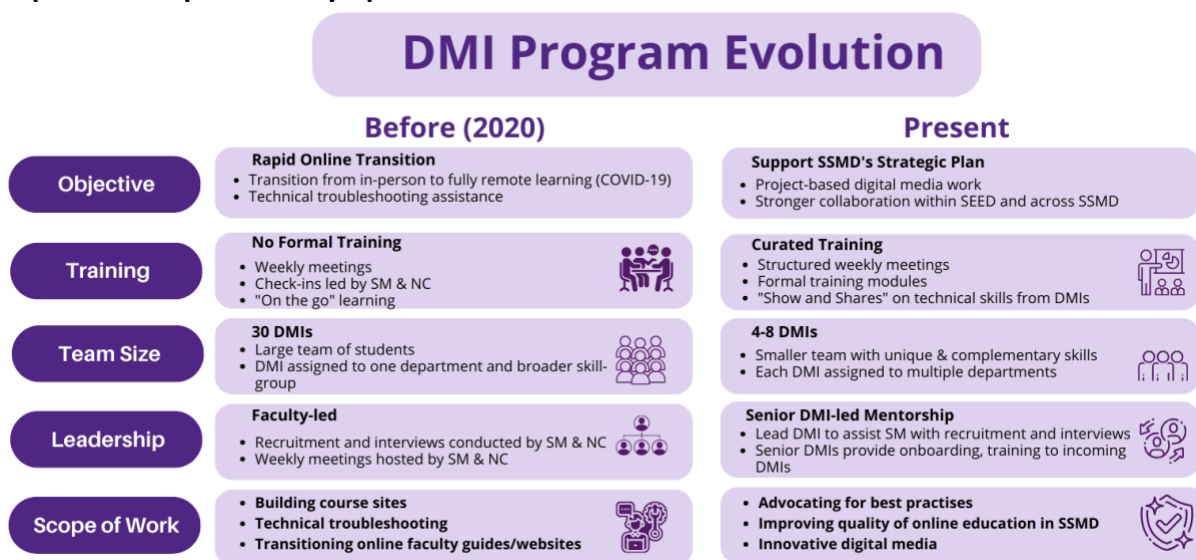 DMI Program Evolution
Before (2020)
Present
Objective
Rapid Online Transition
• Transition from in-person to fully remote learning (COVID-19)
• Technical troubleshooting assistance
Support SSMD's Strategic Plan
• Project-based digital media work
• Stronger collaboration within SEED and across SSMD
Training
No Formal Training
• Weekly meetings
• Check-ins led by SM & NC
• "On the go" learning
Curated Training
• Structured weekly meetings
• Formal training modules
• "Show and Shares" on technical skills from DMIs
Team Size
30 DMIs
• Large team of students
• DMI assigned to one department and broader skill-
group
4-8 DMIs
• Smaller team with unique & complementary skills
• Each DMI assigned to multiple departments
Leadership
Faculty-led
• Recruitment and interviews conducted by SM & NC
• Weekly meetings hosted by SM & NC
Senior DMI-led Mentorship
• Lead DMI to assist SM with recruitment and interviews
• Senior DMIs provide onboarding, training to incoming
DMIs
Scope of Work
• Building course sites
• Technical troubleshooting
• Transitioning online faculty guides/websites
• Advocating for best practises
• Improving quality of online education in SSMD
• Innovative digital media